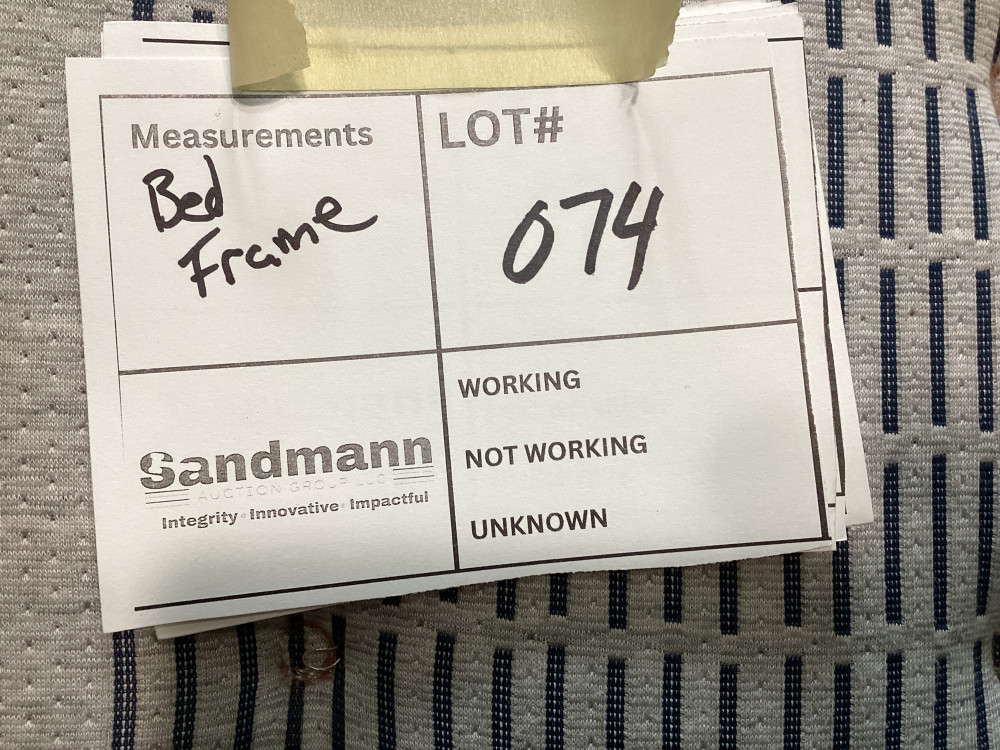 Measurements
Bed
Frame
LOT#
074
Sandmann
AUCTION GROUP LLC
Integrity Innovative Impactful
WORKING
NOT WORKING
UNKNOWN